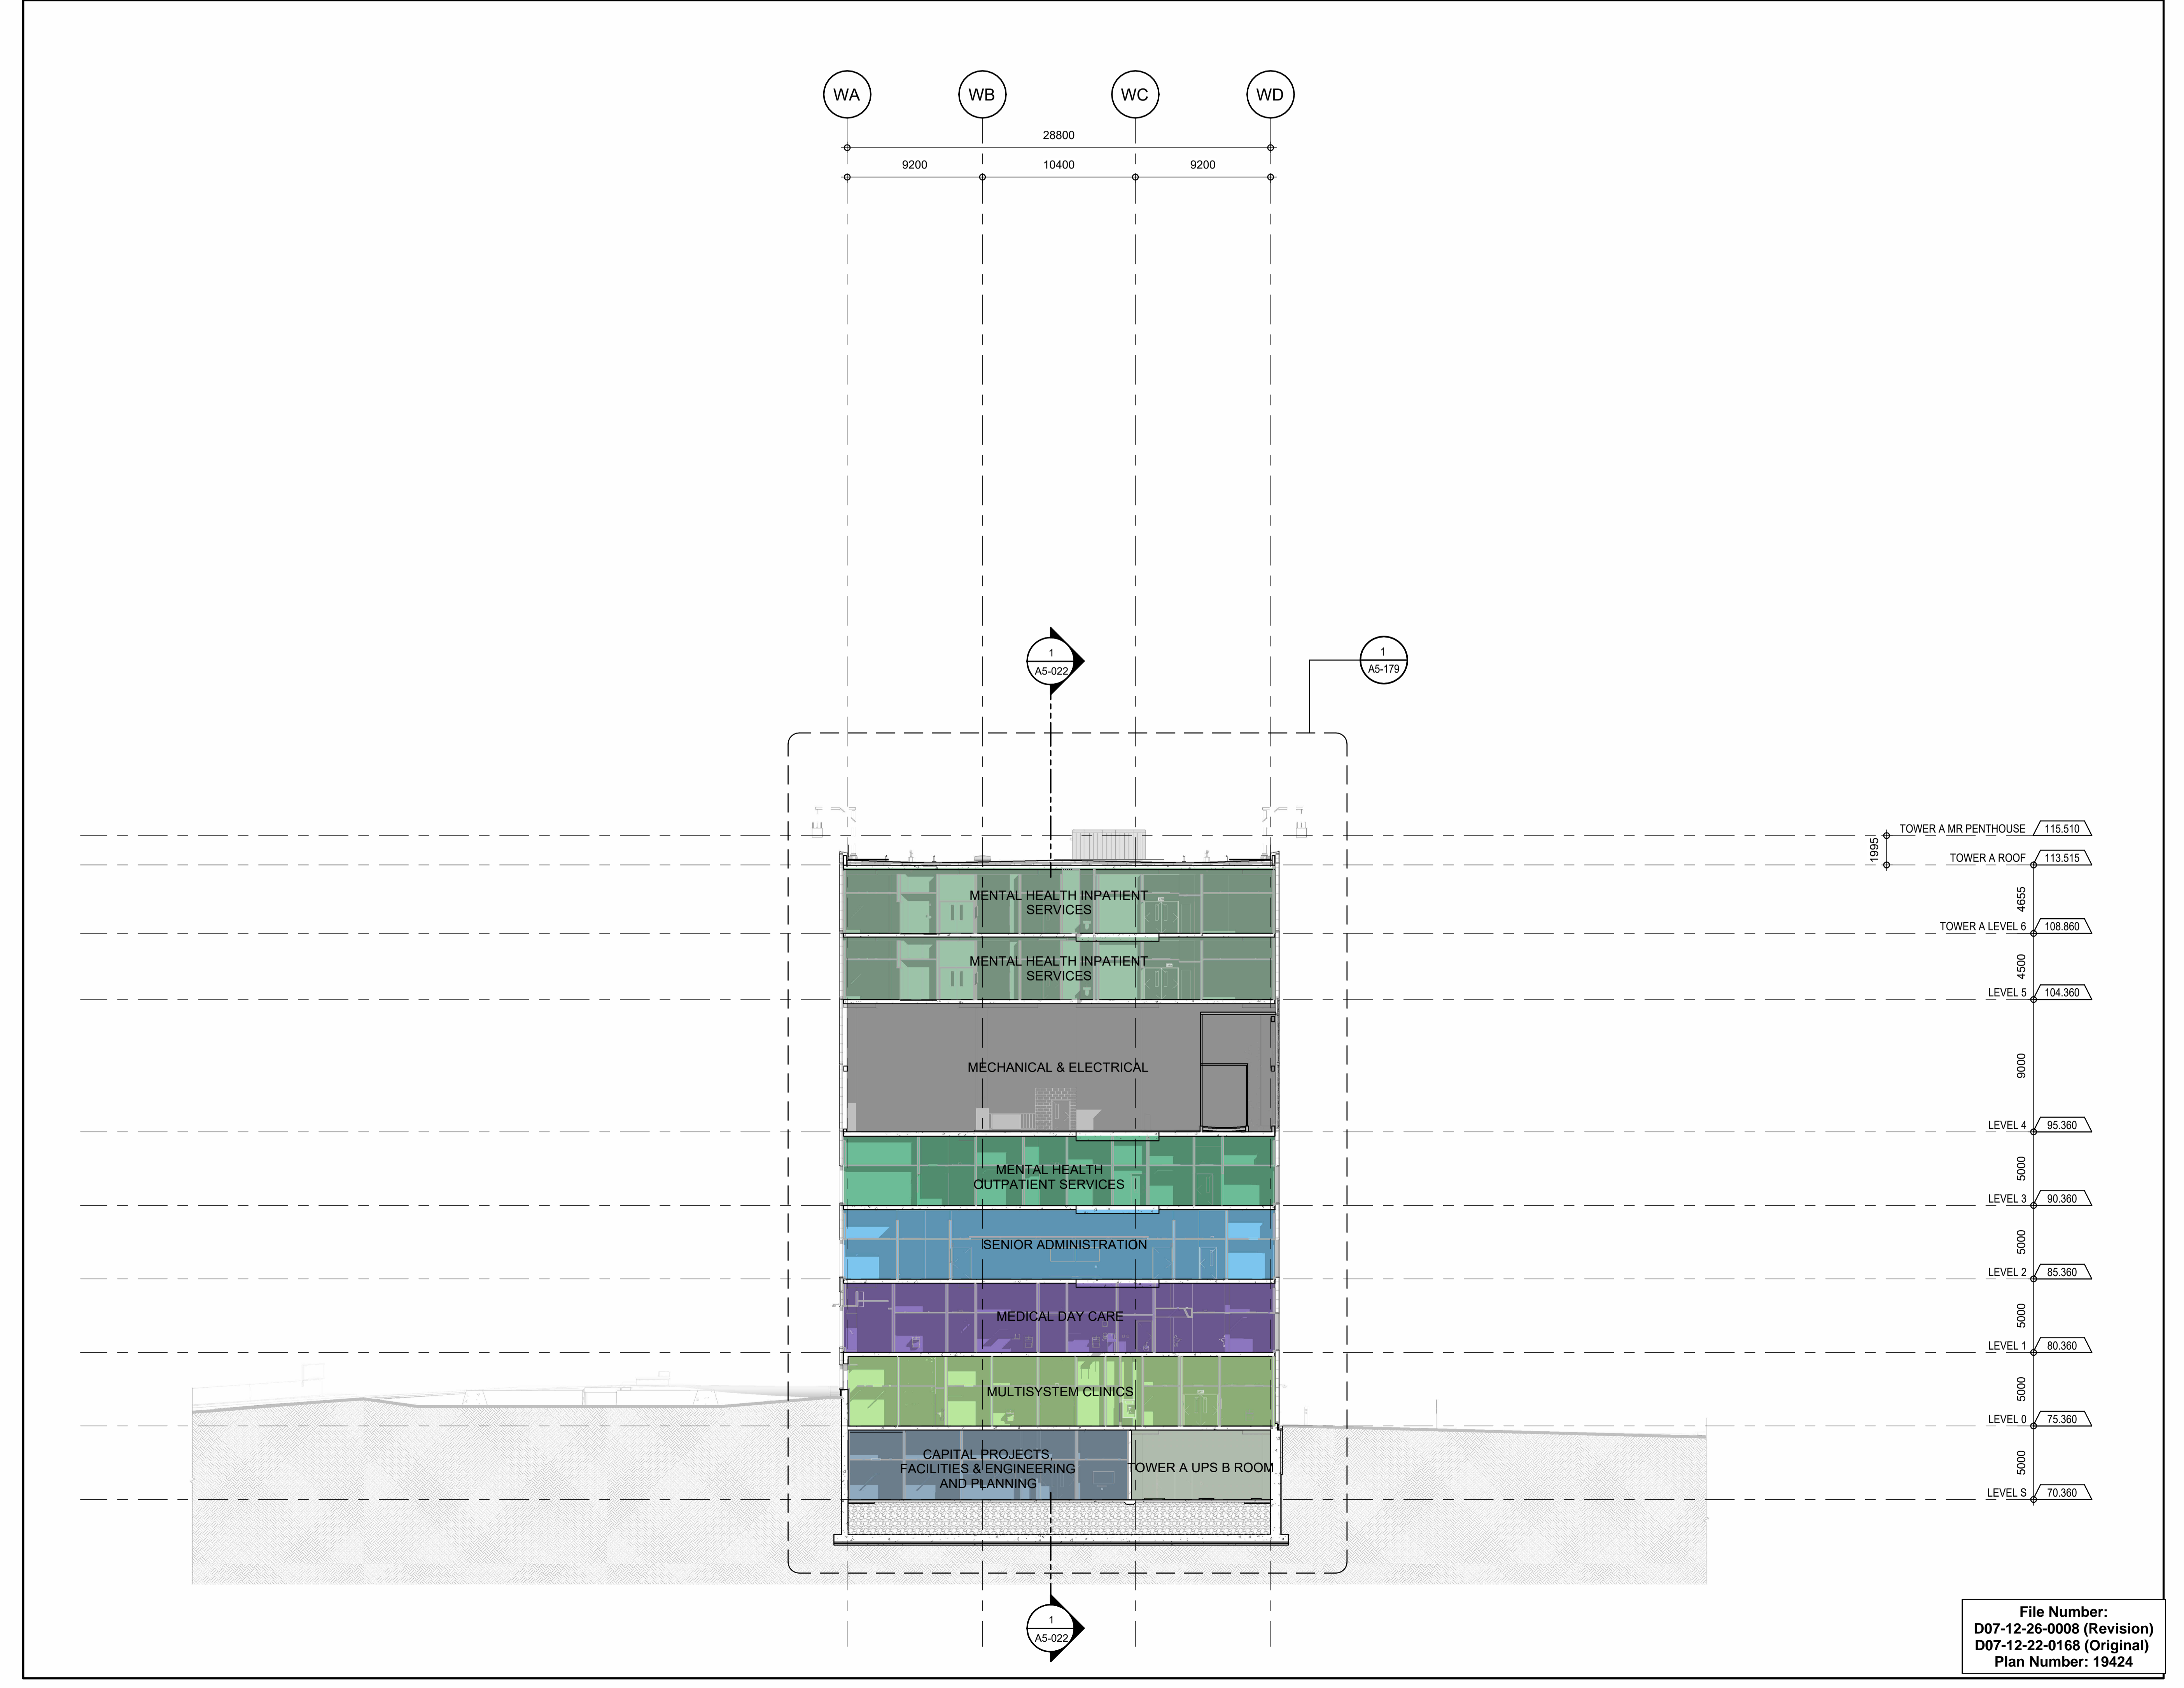 WA
WB
WC
WD
28800
9200
10400
9200
1
A5-022
1
A5-179
TOWER A MR PENTHOUSE 115.510
1995
TOWER A ROOF 113.515
4655
MENTAL HEALTH INPATIENT
SERVICES
TOWER A LEVEL 6 108.860
4500
MENTAL HEALTH INPATIENT
SERVICES
LEVEL 5 104.360
9000
MECHANICAL & ELECTRICAL
LEVEL 4 95.360
5000
MENTAL HEALTH
OUTPATIENT SERVICES
LEVEL 3 90.360
5000
SENIOR ADMINISTRATION
LEVEL 2 85.360
5000
MEDICAL DAY CARE
LEVEL 1 80.360
5000
MULTISYSTEM CLINICS
LEVEL 0 75.360
5000
CAPITAL PROJECTS,
FACILITIES & ENGINEERING
AND PLANNING
TOWER A UPS B ROOM
LEVEL S 70.360
1
A5-022
File Number:
D07-12-26-0008 (Revision)
D07-12-22-0168 (Original)
Plan Number: 19424